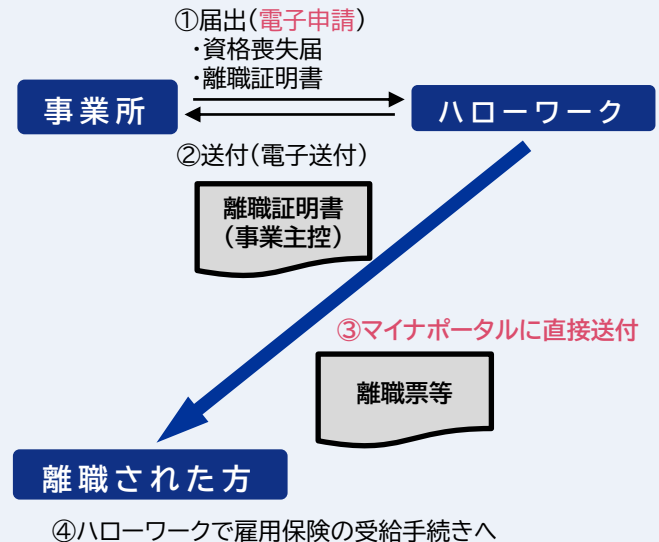 ①届出(電子申請)
・資格喪失届
・離職証明書
事業所
ハローワーク
②送付(電子送付)
離職証明書
(事業主控)
③マイナポータルに直接送付
離職票等
離職された方
④ハローワークで雇用保険の受給手続きへ